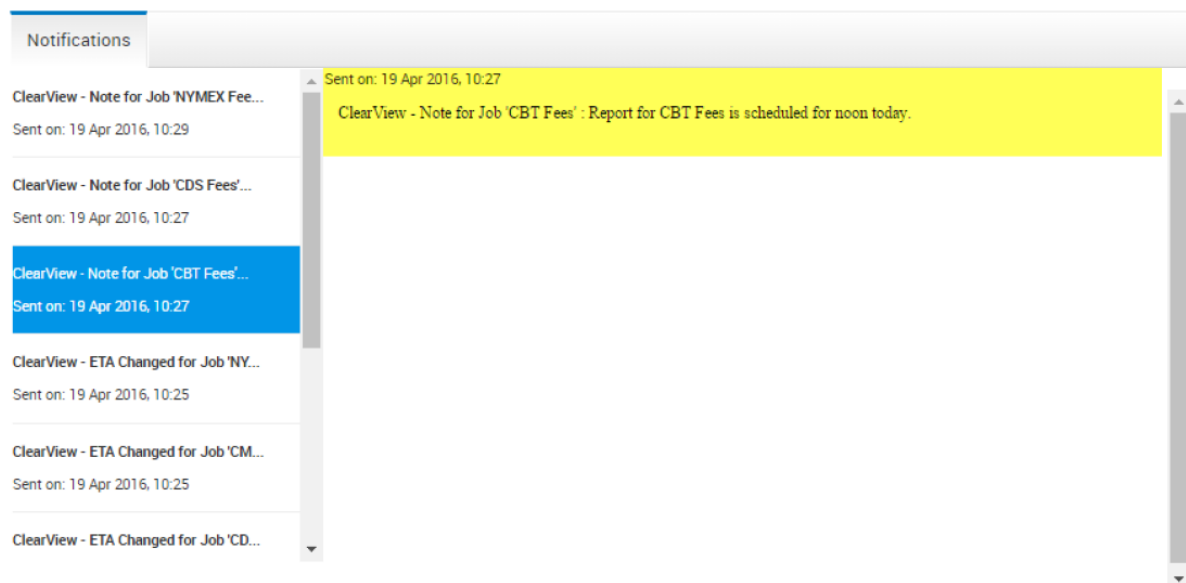 Notifications
ClearView - Note for Job 'NYMEX Fee...
Sent on: 19 Apr 2016, 10:29
ClearView - Note for Job 'CDS Fees'...
Sent on: 19 Apr 2016, 10:27
ClearView - Note for Job 'CBT Fees'...
Sent on: 19 Apr 2016, 10:27
ClearView - ETA Changed for Job 'NY...
Sent on: 19 Apr 2016, 10:25
ClearView - ETA Changed for Job 'CM...
Sent on: 19 Apr 2016, 10:25
ClearView - ETA Changed for Job 'CD...
Sent on: 19 Apr 2016, 10:27
ClearView - Note for Job 'CBT Fees' : Report for CBT Fees is scheduled for noon today.